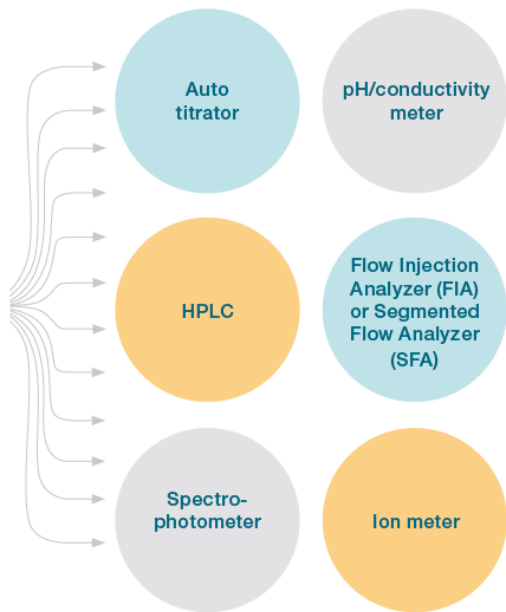 Auto
titrator
pH/conductivity
meter
HPLC
Flow Injection
Analyzer (FIA)
or Segmented
Flow Analyzer
(SFA)
Spectro-
photometer
Ion meter